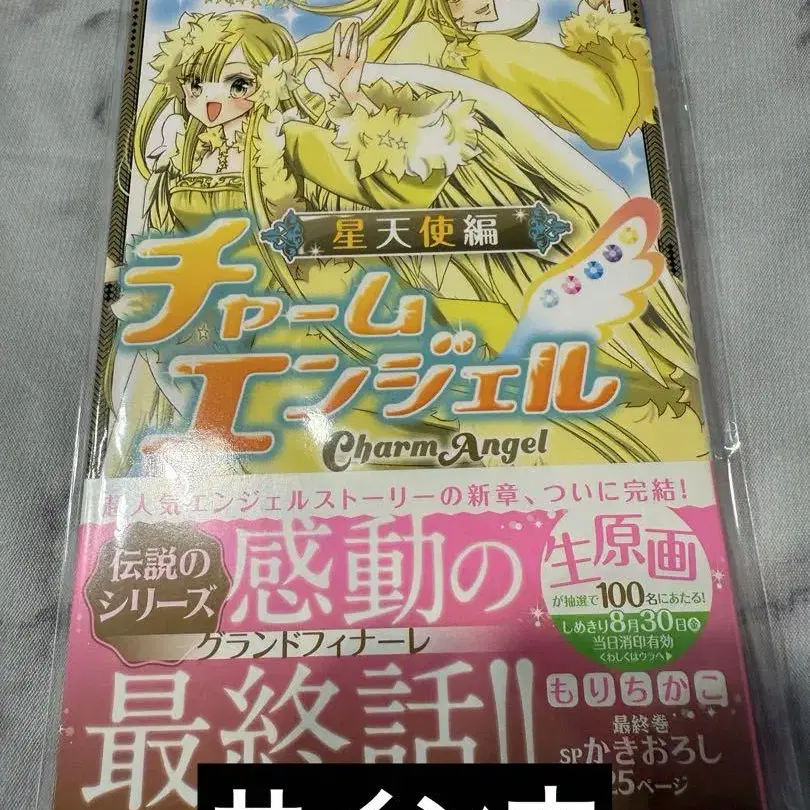 星天使編
チャーム
エンジェル
Charm Angel
超人気エンジェルストーリーの新章、ついに完結!
伝説の
シリーズ
感動の
グランドフィナーレ
最終話!!
生原画
が抽選で100名にあたる!
しめきり8月30日
当日消印有効
くわしくはウラへ▶
もりちかこ
最終巻
SPかきおろし
25ページ